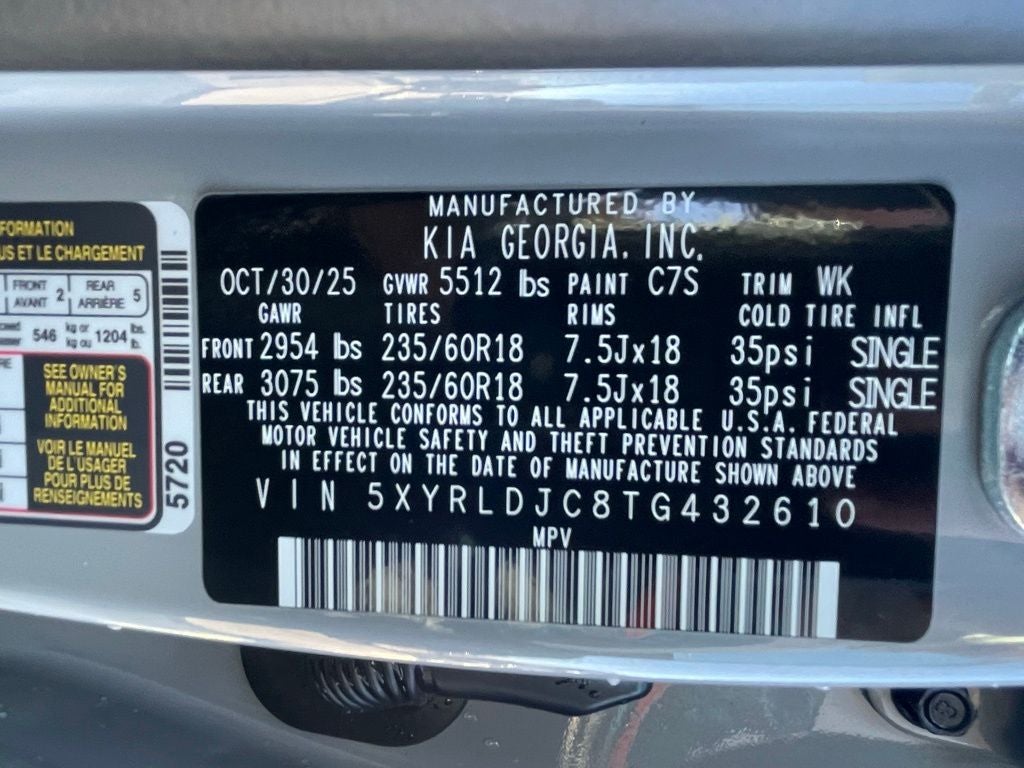 FORMATION
US ET LE CHARGEMENT
FRONT 2 REAR 5
AVANT ARRIÈRE
546 kg or 1204 lbs.
kg ou lb.
SEE OWNER'S
MANUAL FOR
ADDITIONAL
INFORMATION
VOIR LE MANUEL
DE L'USAGER
POUR PLUS DE
RENSEIGNEMENTS
5720
MANUFACTURED BY
KIA GEORGIA, INC.
OCT/30/25 GVWR 5512 lbs PAINT C7S TRIM WK
GAWR TIRES RIMS COLD TIRE INFL
FRONT 2954 lbs 235/60R18 7.5Jx18 35psi SINGLE
REAR 3075 lbs 235/60R18 7.5Jx18 35psi SINGLE
THIS VEHICLE CONFORMS TO ALL APPLICABLE U.S.A. FEDERAL
MOTOR VEHICLE SAFETY AND THEFT PREVENTION STANDARDS
IN EFFECT ON THE DATE OF MANUFACTURE SHOWN ABOVE
VIN 5XYRLDJC8TG432610
MPV